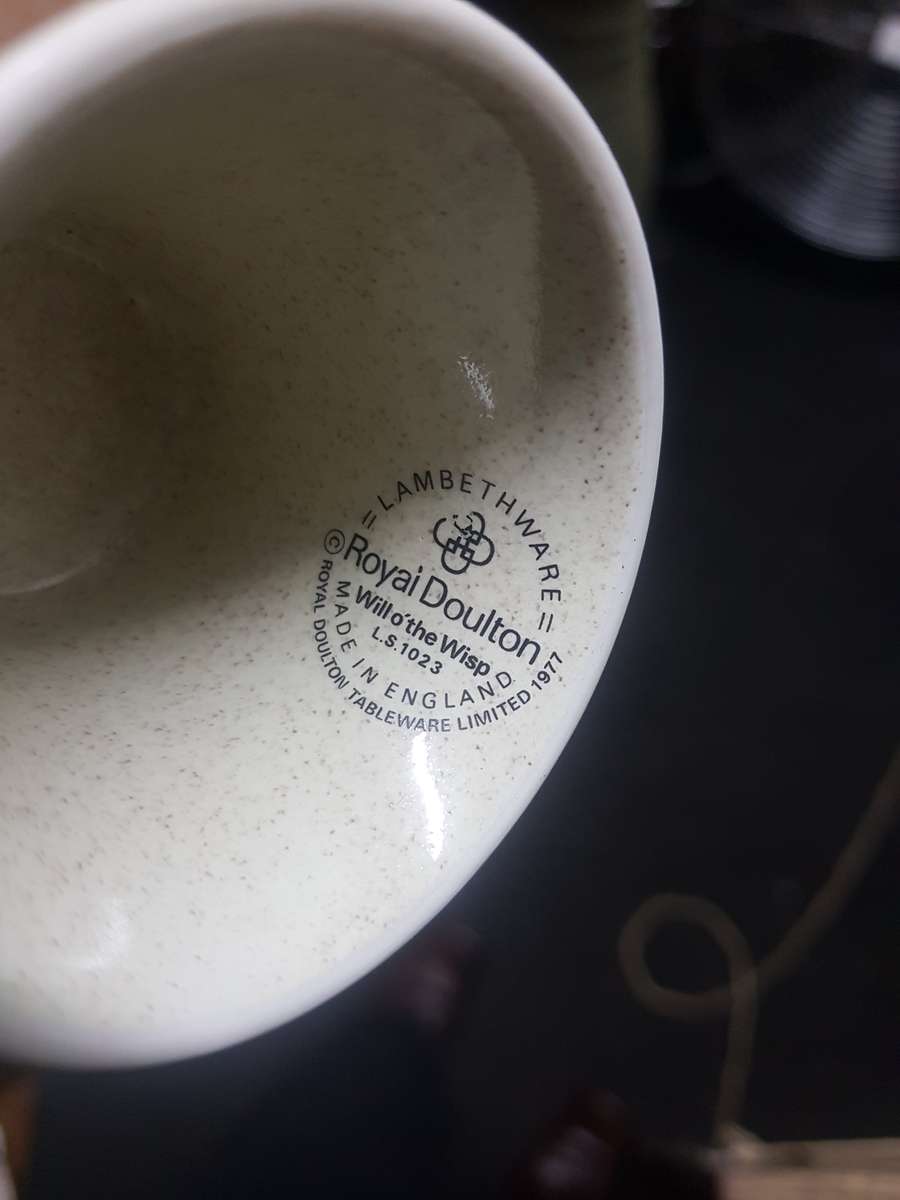 =LAMBETHWARE=
Royal Doulton
Will o' the Wisp
L.S.1023
MADE IN ENGLAND
© ROYAL DOULTON TABLEWARE LIMITED 1977